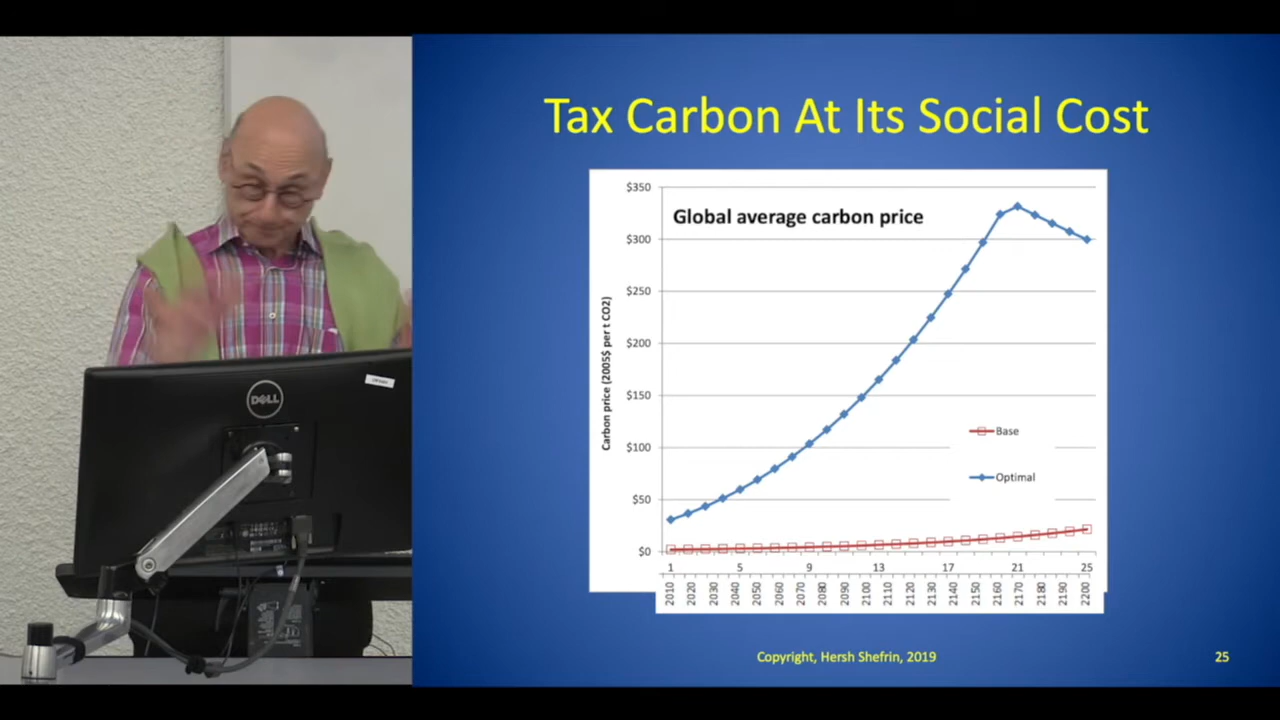 Tax Carbon At Its Social Cost
Global average carbon price
Carbon price (2005$ per t CO2)
$350
$300
$250
$200
$150
$100
$50
$0
Base
Optimal
1 5 9 13 17 21 25
2010 2020 2030 2040 2050 2060 2070 2080 2090 2100 2110 2120 2130 2140 2150 2160 2170 2180 2190 2200
Copyright, Hersh Shefrin, 2019
25
DELL